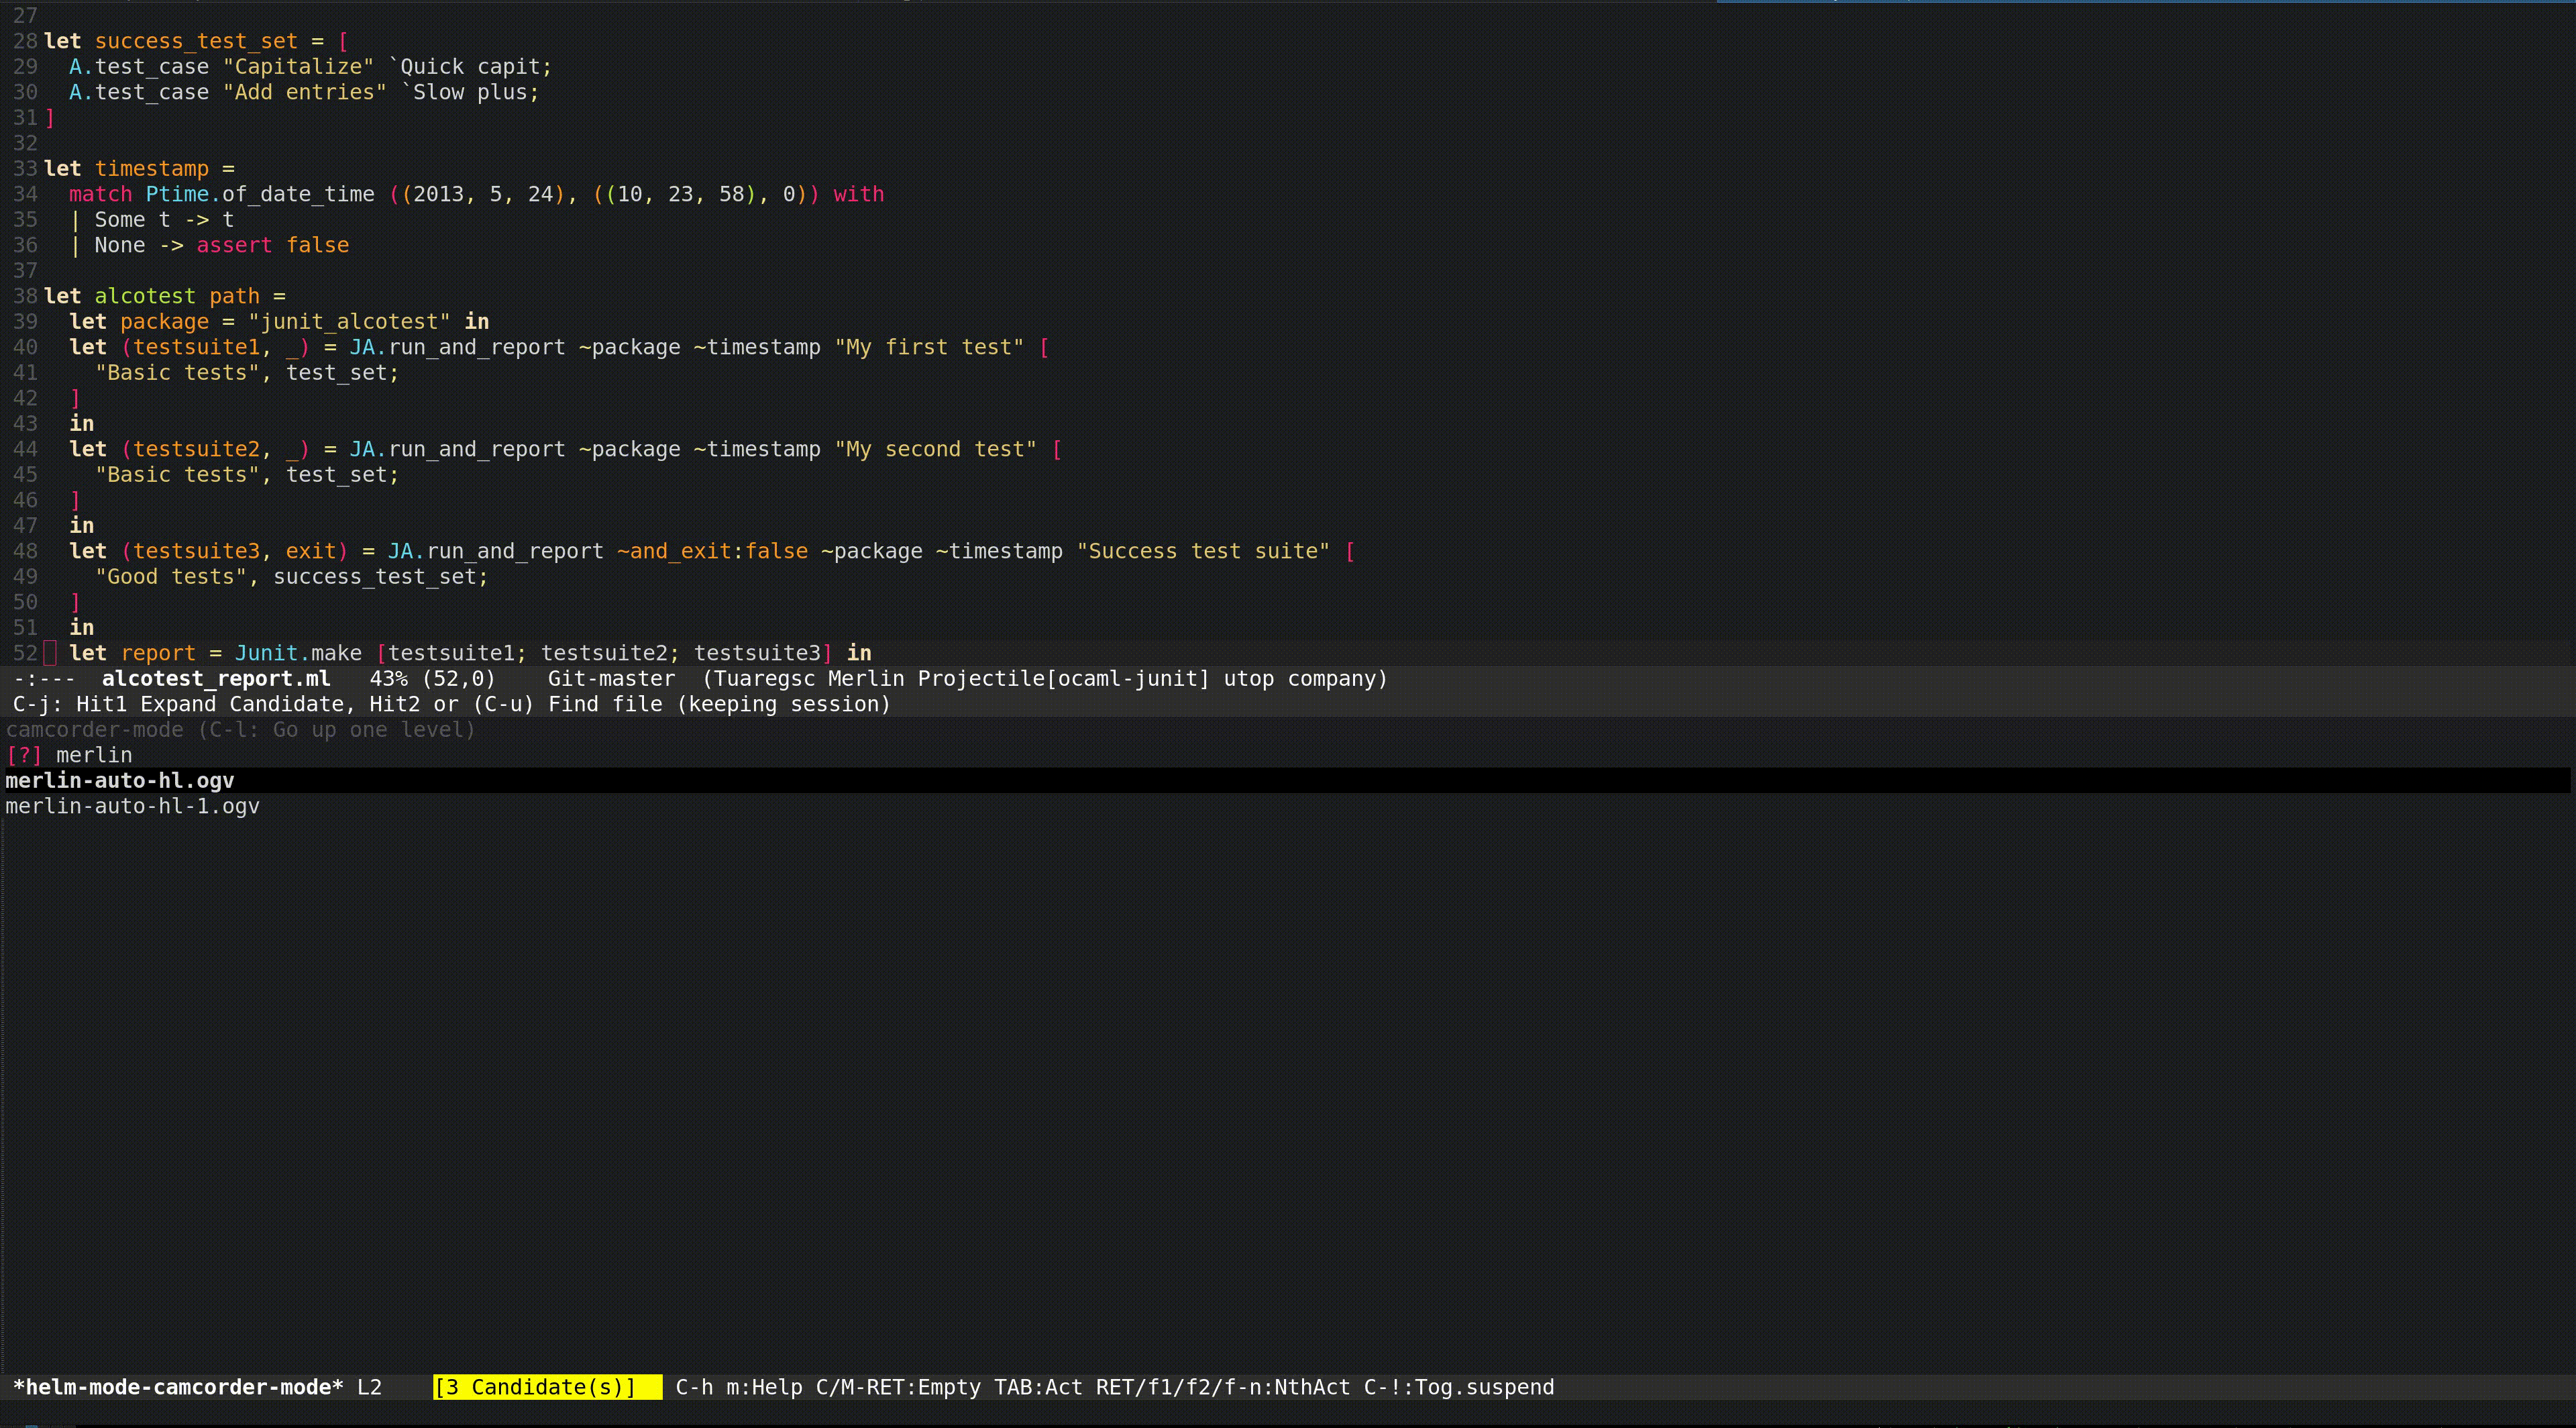 27
28 let success_test_set = [
29   A.test_case "Capitalize" `Quick capit;
30   A.test_case "Add entries" `Slow plus;
31 ]
32
33 let timestamp =
34   match Ptime.of_date_time ((2013, 5, 24), ((10, 23, 58), 0)) with
35   | Some t -> t
36   | None -> assert false
37
38 let alcotest path =
39   let package = "junit_alcotest" in
40   let (testsuite1, _) = JA.run_and_report ~package ~timestamp "My first test" [
41     "Basic tests", test_set;
42   ]
43   in
44   let (testsuite2, _) = JA.run_and_report ~package ~timestamp "My second test" [
45     "Basic tests", test_set;
46   ]
47   in
48   let (testsuite3, exit) = JA.run_and_report ~and_exit:false ~package ~timestamp "Success test suite" [
49     "Good tests", success_test_set;
50   ]
51   in
52   let report = Junit.make [testsuite1; testsuite2; testsuite3] in
-:---  alcotest_report.ml   43% (52,0)    Git-master  (Tuaregsc Merlin Projectile[ocaml-junit] utop company)
C-j: Hit1 Expand Candidate, Hit2 or (C-u) Find file (keeping session)
camcorder-mode (C-l: Go up one level)
[?] merlin
merlin-auto-hl.ogv
merlin-auto-hl-1.ogv
*helm-mode-camcorder-mode* L2    [3 Candidate(s)]   C-h m:Help C/M-RET:Empty TAB:Act RET/f1/f2/f-n:NthAct C-!:Tog.suspend